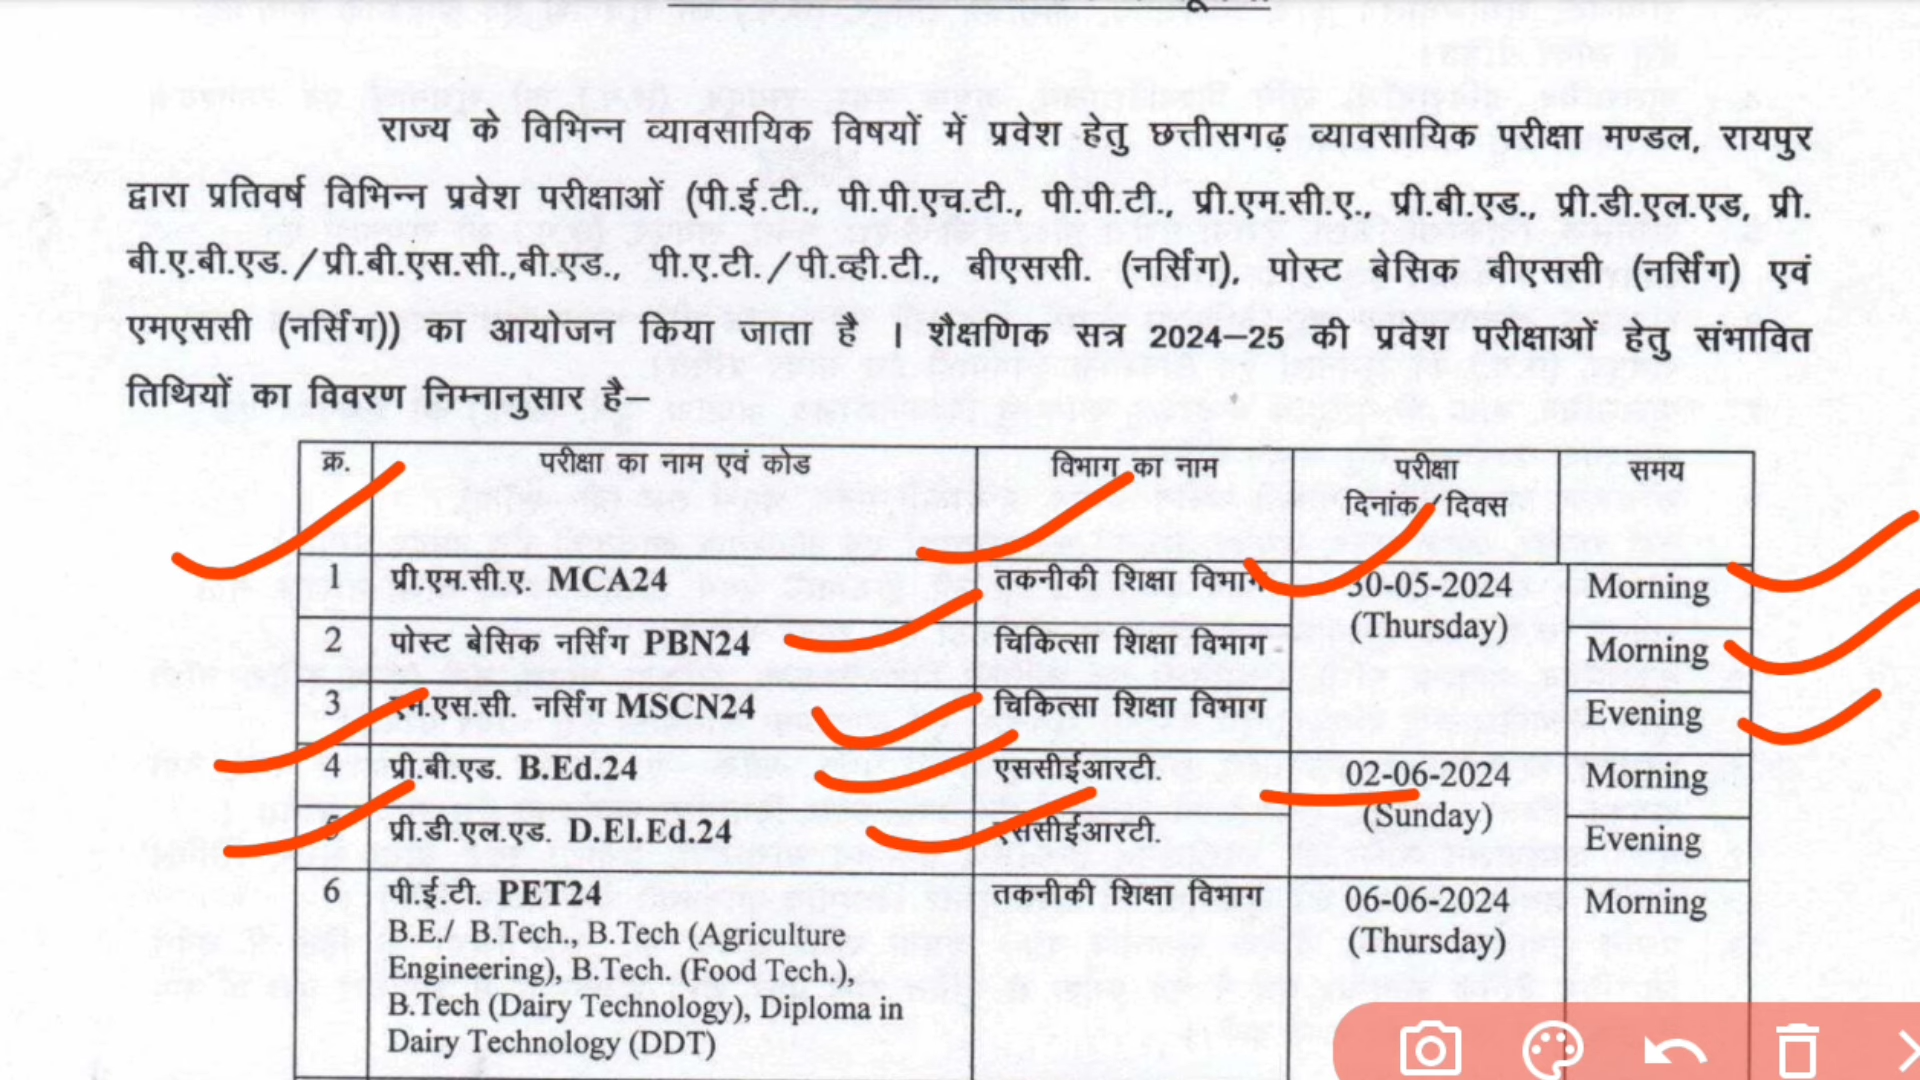 राज्य के विभिन्न व्यावसायिक विषयों में प्रवेश हेतु छत्तीसगढ़ व्यावसायिक परीक्षा मण्डल, रायपुर
द्वारा प्रतिवर्ष विभिन्न प्रवेश परीक्षाओं (पी.ई.टी., पी.पी.एच.टी., पी.पी.टी., प्री.एम.सी.ए., प्री.बी.एड., प्री.डी.एल.एड, प्री.
बी.ए.बी.एड./प्री.बी.एस.सी.,बी.एड., पी.ए.टी./पी.व्ही.टी., बीएससी. (नर्सिंग), पोस्ट बेसिक बीएससी (नर्सिंग) एवं
एमएससी (नर्सिंग)) का आयोजन किया जाता है । शैक्षणिक सत्र 2024–25 की प्रवेश परीक्षाओं हेतु संभावित
तिथियों का विवरण निम्नानुसार है–
क्र. परीक्षा का नाम एवं कोड विभाग का नाम परीक्षा समय
दिनांक/दिवस
1 प्री.एम.सी.ए. MCA24 तकनीकी शिक्षा विभाग 30-05-2024 Morning
(Thursday)
2 पोस्ट बेसिक नर्सिंग PBN24 चिकित्सा शिक्षा विभाग Morning
3 एम.एस.सी. नर्सिंग MSCN24 चिकित्सा शिक्षा विभाग Evening
4 प्री.बी.एड. B.Ed.24 एससीईआरटी. 02-06-2024 Morning
(Sunday)
5 प्री.डी.एल.एड. D.El.Ed.24 एससीईआरटी. Evening
6 पी.ई.टी. PET24 तकनीकी शिक्षा विभाग 06-06-2024 Morning
B.E./ B.Tech., B.Tech (Agriculture (Thursday)
Engineering), B.Tech. (Food Tech.),
B.Tech (Dairy Technology), Diploma in
Dairy Technology (DDT)